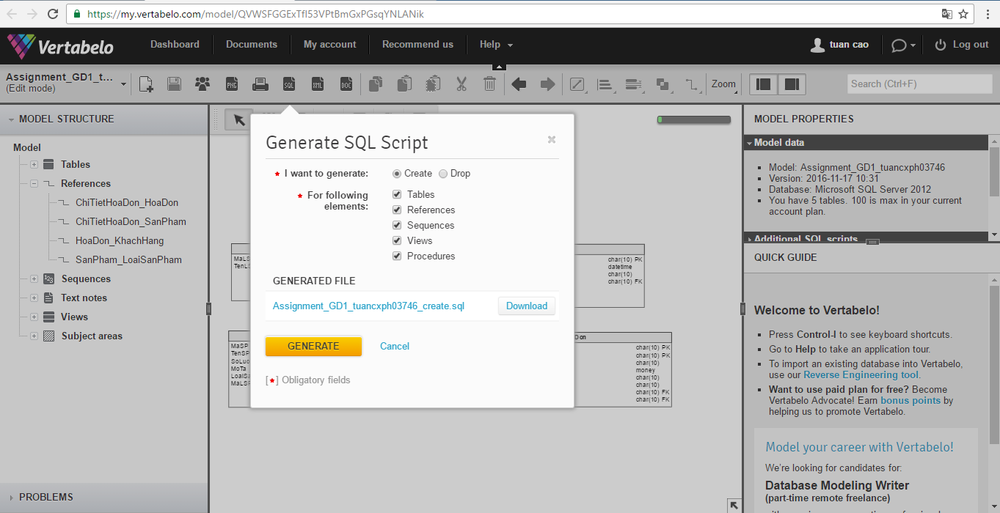 https://my.vertabelo.com/model/QVWSFGGExTfI53VPtBmGxPGsqYNLANik
Vertabelo
Dashboard
Documents
My account
Recommend us
Help
tuan cao
Log out
Assignment_GD1_t...
(Edit mode)
PNG
SQL
XML
DOC
Zoom
Search (Ctrl+F)
MODEL STRUCTURE
Model
Tables
References
ChiTietHoaDon_HoaDon
ChiTietHoaDon_SanPham
HoaDon_KhachHang
SanPham_LoaiSanPham
Sequences
Text notes
Views
Subject areas
PROBLEMS
Generate SQL Script
* I want to generate:
Create
Drop
* For following
elements:
Tables
References
Sequences
Views
Procedures
GENERATED FILE
Assignment_GD1_tuancxph03746_create.sql
Download
GENERATE
Cancel
[*] Obligatory fields
MaLS
TenLS
char(10) PK
datetime
char(10)
char(10) FK
MaSP
TenSP
SoLuo
MoTa
LoaiSa
MaLSP
Don
char(10) PK
char(10) PK
char(10)
money
char(10)
char(10)
char(10) FK
char(10) FK
MODEL PROPERTIES
Model data
Model: Assignment_GD1_tuancxph03746
Version: 2016-11-17 10:31
Database: Microsoft SQL Server 2012
You have 5 tables. 100 is max in your current
account plan.
Additional SQL scripts
QUICK GUIDE
Welcome to Vertabelo!
Press Control-I to see keyboard shortcuts.
Go to Help to take an application tour.
To import an existing database into Vertabelo,
use our Reverse Engineering tool.
Want to use paid plan for free? Become
Vertabelo Advocate! Earn bonus points by
helping us to promote Vertabelo.
Model your career with Vertabelo!
We're looking for candidates for:
Database Modeling Writer
(part-time remote freelance)